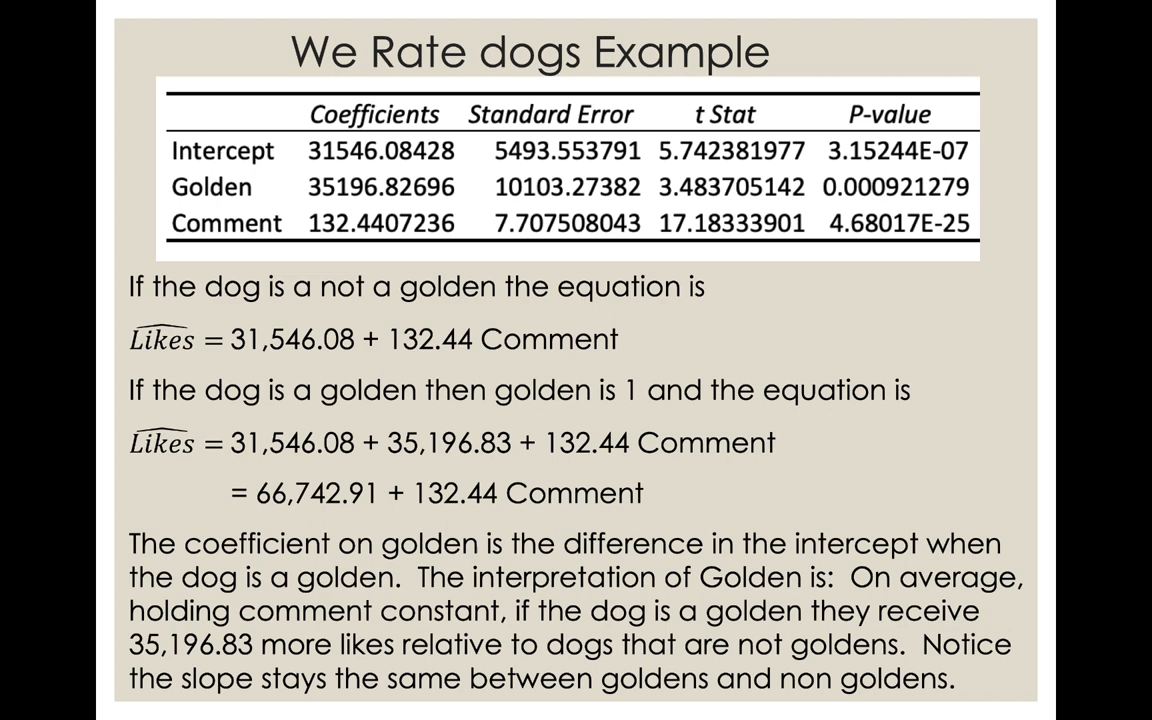 We Rate dogs Example
Coefficients Standard Error t Stat P-value
Intercept 31546.08428 5493.553791 5.742381977 3.15244E-07
Golden 35196.82696 10103.27382 3.483705142 0.000921279
Comment 132.4407236 7.707508043 17.18333901 4.68017E-25
If the dog is a not a golden the equation is
L̂ikes = 31,546.08 + 132.44 Comment
If the dog is a golden then golden is 1 and the equation is
L̂ikes = 31,546.08 + 35,196.83 + 132.44 Comment
= 66,742.91 + 132.44 Comment
The coefficient on golden is the difference in the intercept when
the dog is a golden. The interpretation of Golden is: On average,
holding comment constant, if the dog is a golden they receive
35,196.83 more likes relative to dogs that are not goldens. Notice
the slope stays the same between goldens and non goldens.